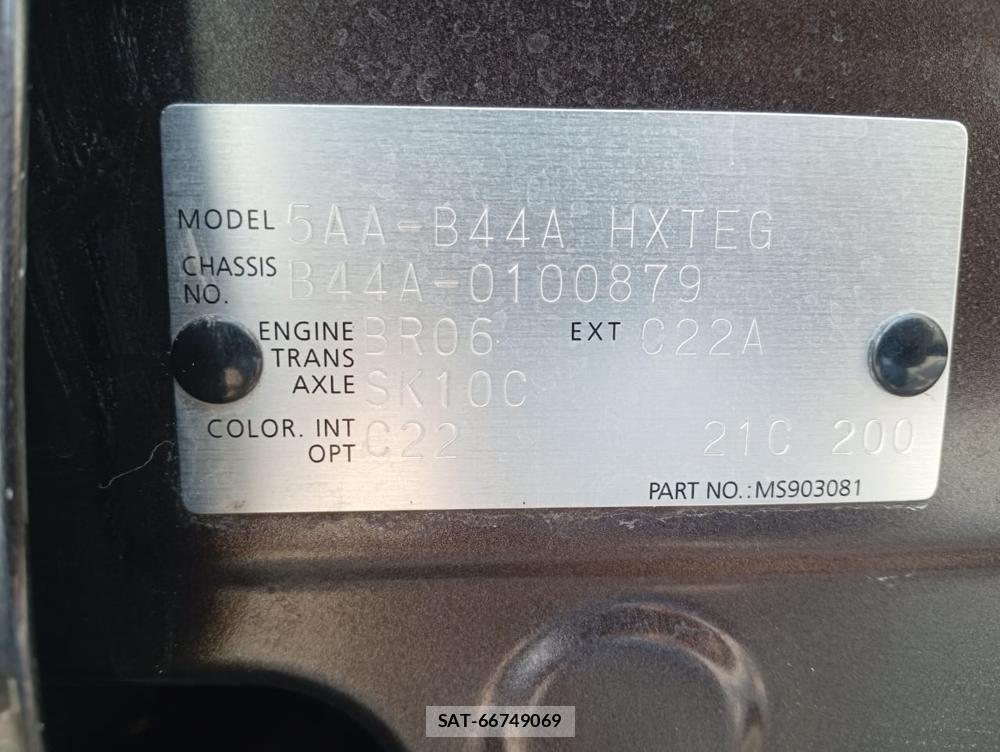 MODEL 5AA-B44A HXTEG
CHASSIS NO. B44A-0100879
ENGINE BR06 EXT C22A
TRANS AXLE SK10C
COLOR. INT OPT C22 21C 200
PART NO.: MS903081
SAT-66749069